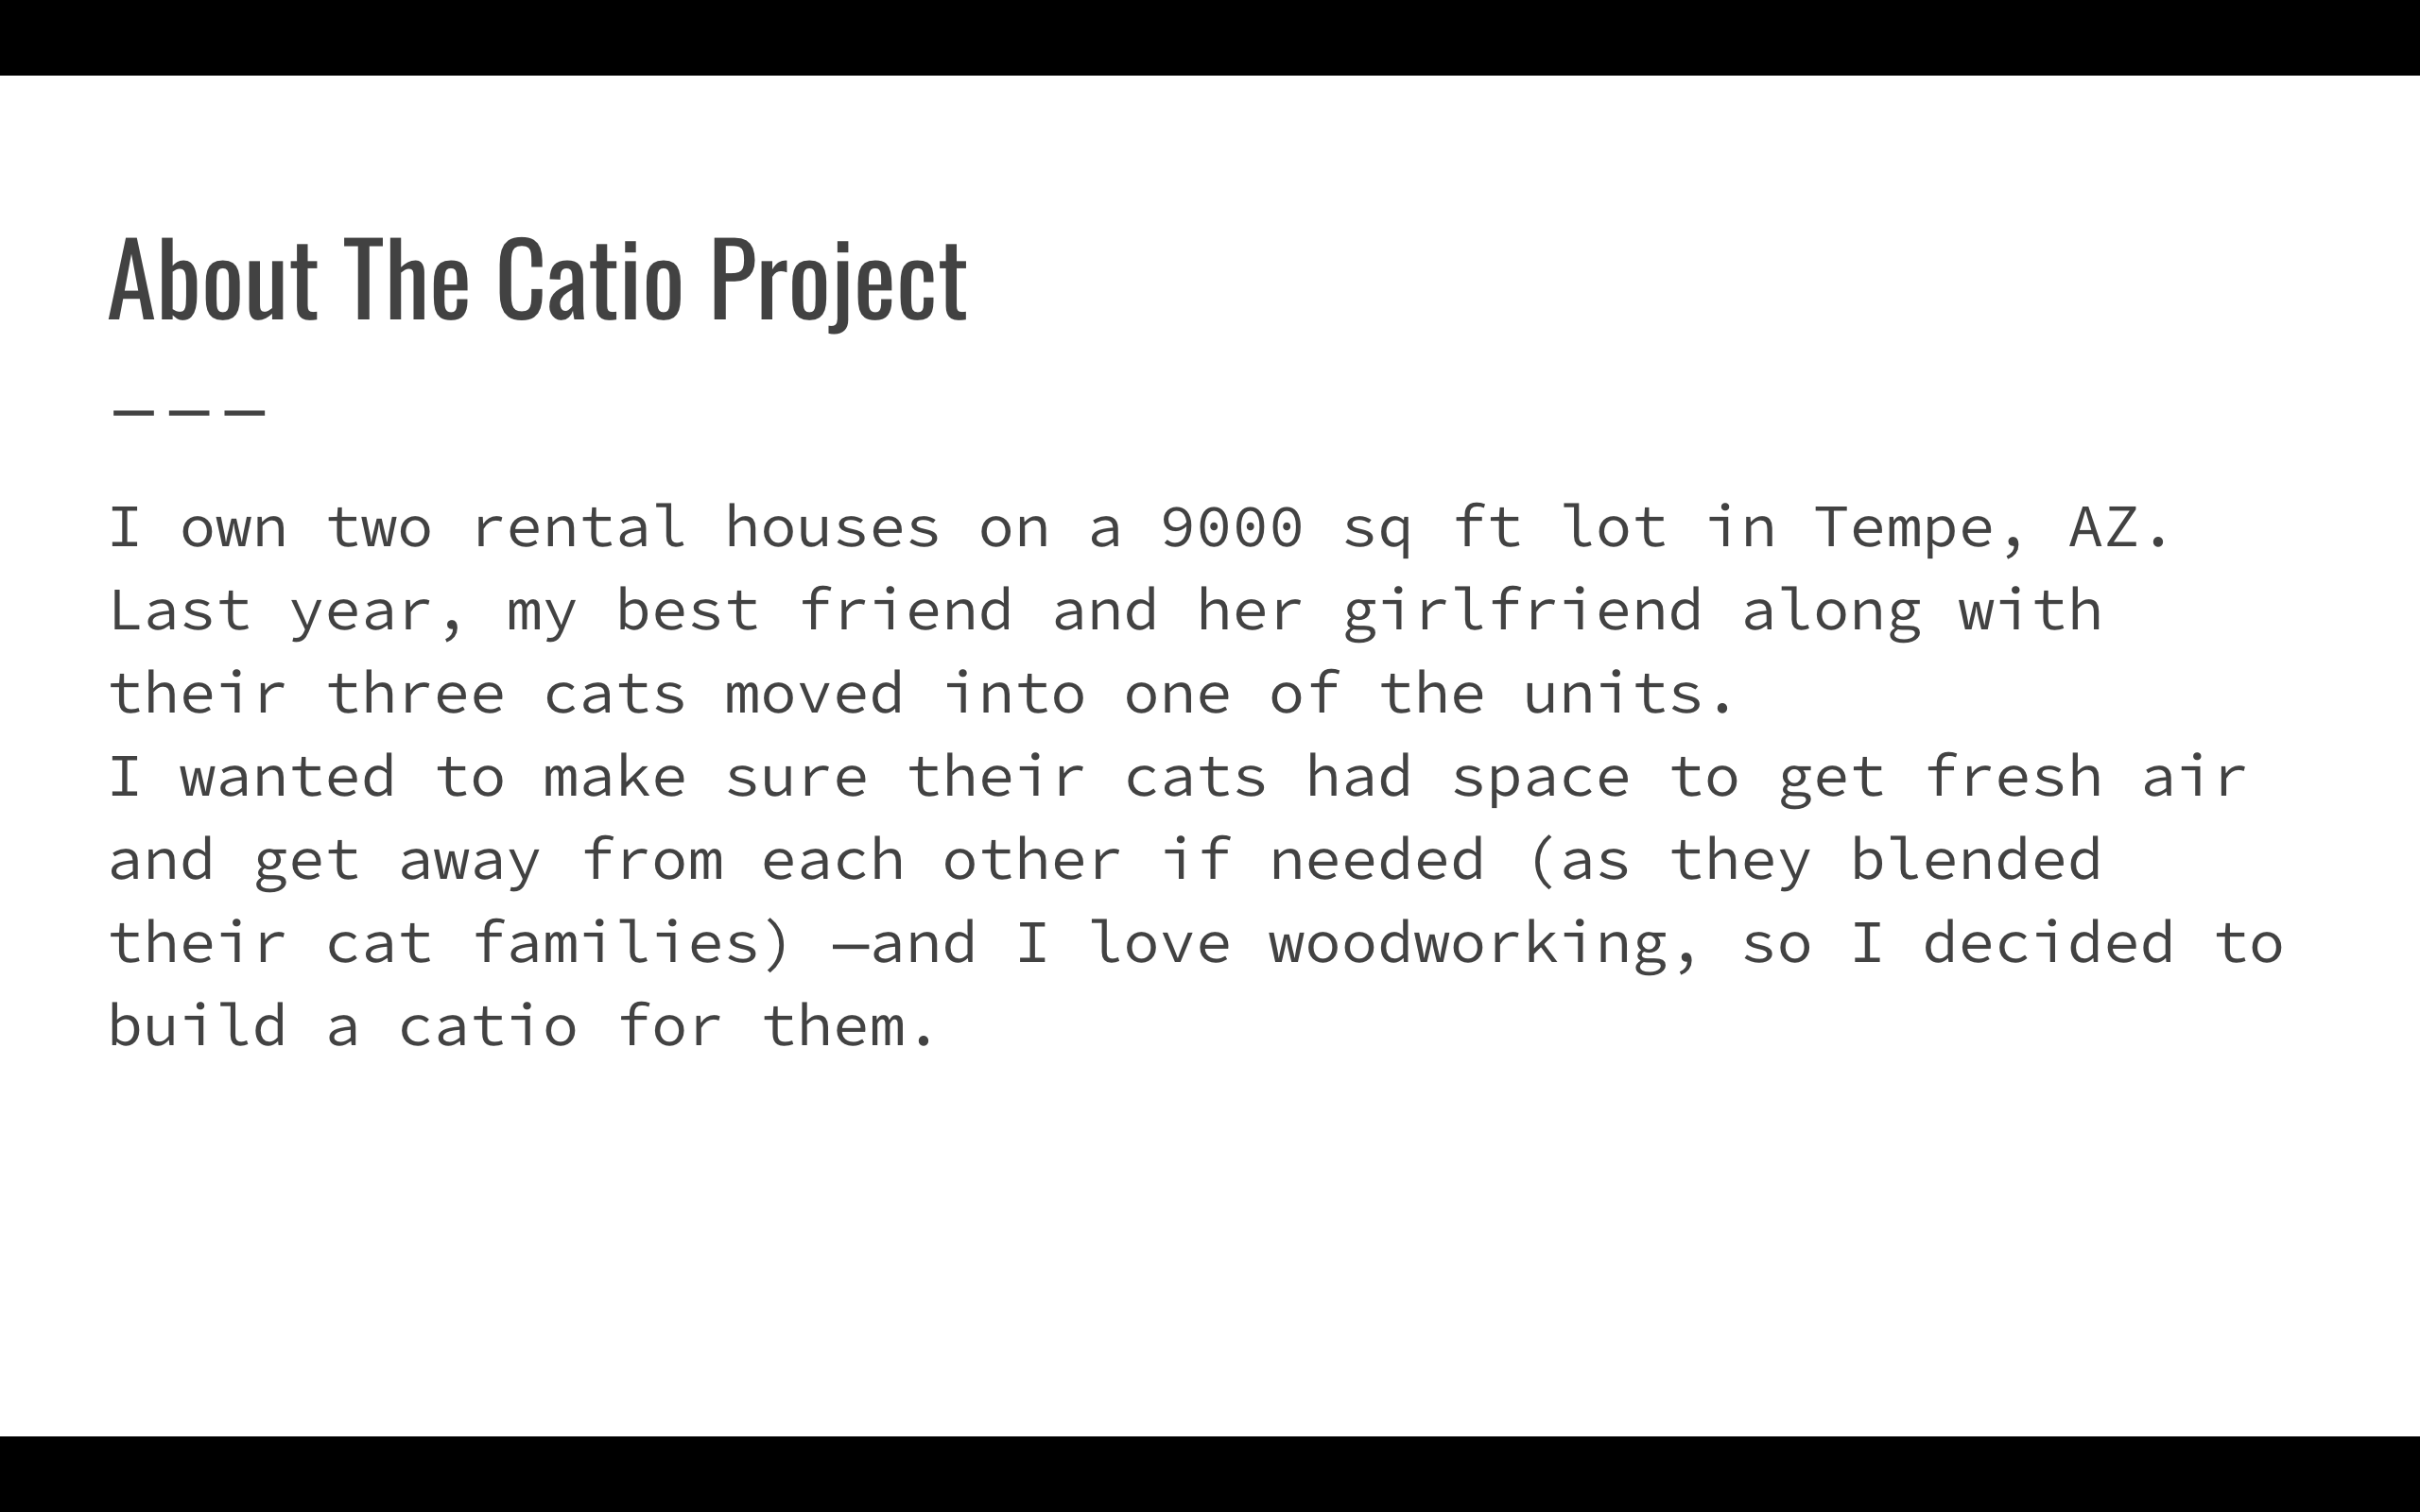 About The Catio Project
———
I own two rental houses on a 9000 sq ft lot in Tempe, AZ.
Last year, my best friend and her girlfriend along with
their three cats moved into one of the units.
I wanted to make sure their cats had space to get fresh air
and get away from each other if needed (as they blended
their cat families) —and I love woodworking, so I decided to
build a catio for them.